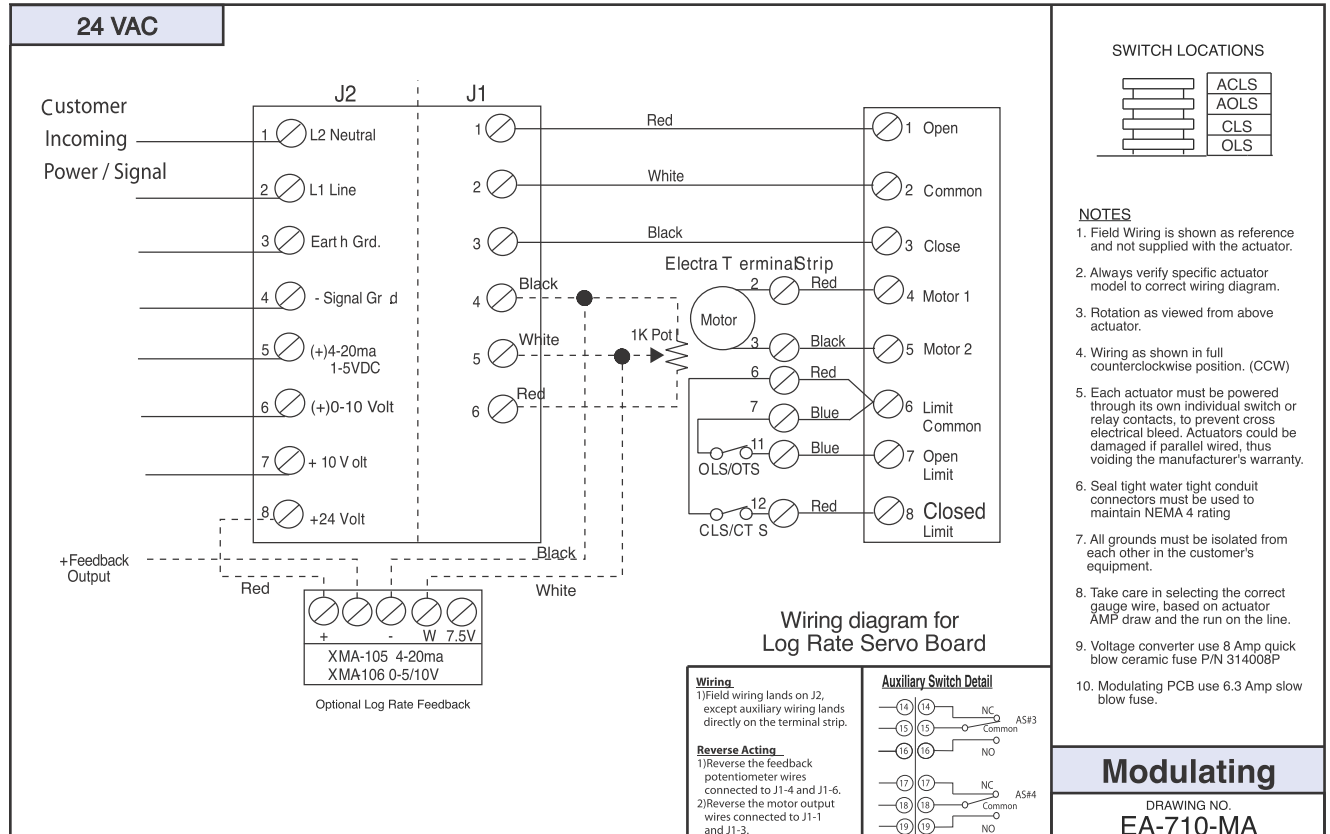 24 VAC
Customer
Incoming
Power / Signal
J2
J1
1 L2 Neutral
2 L1 Line
3 Eart h Grd.
4 - Signal Gr d
5 (+)4-20ma
1-5VDC
6 (+)0-10 Volt
7 + 10 V olt
8 +24 Volt
1
2
3
4
5
6
Red
White
Black
Black
White
Red
1K Pot
Electra T erminalStrip
Motor
2 Red
3 Black
6 Red
7 Blue
11 Blue
OLS/OTS
12 Red
CLS/CT S
1 Open
2 Common
3 Close
4 Motor 1
5 Motor 2
6 Limit
Common
7 Open
Limit
8 Closed
Limit
+Feedback
Output
Red
Black
White
+ - W 7.5V
XMA-105 4-20ma
XMA-106 0-5/10V
Optional Log Rate Feedback
Wiring diagram for
Log Rate Servo Board
Wiring
1)Field wiring lands on J2,
except auxiliary wiring lands
directly on the terminal strip.
Reverse Acting
1)Reverse the feedback
potentiometer wires
connected to J1-4 and J1-6.
2)Reverse the motor output
wires connected to J1-1
and J1-3.
Auxiliary Switch Detail
14 14 NC
AS#3
15 15 Common
16 16 NO
17 17 NC
AS#4
18 18 Common
19 19 NO
SWITCH LOCATIONS
ACLS
AOLS
CLS
OLS
NOTES
1. Field Wiring is shown as reference
and not supplied with the actuator.
2. Always verify specific actuator
model to correct wiring diagram.
3. Rotation as viewed from above
actuator.
4. Wiring as shown in full
counterclockwise position. (CCW)
5. Each actuator must be powered
through its own individual switch or
relay contacts, to prevent cross
electrical bleed. Actuators could be
damaged if parallel wired, thus
voiding the manufacturer's warranty.
6. Seal tight water tight conduit
connectors must be used to
maintain NEMA 4 rating
7. All grounds must be isolated from
each other in the customer's
equipment.
8. Take care in selecting the correct
gauge wire, based on actuator
AMP draw and the run on the line.
9. Voltage converter use 8 Amp quick
blow ceramic fuse P/N 314008P
10. Modulating PCB use 6.3 Amp slow
blow fuse.
Modulating
DRAWING NO.
EA-710-MA